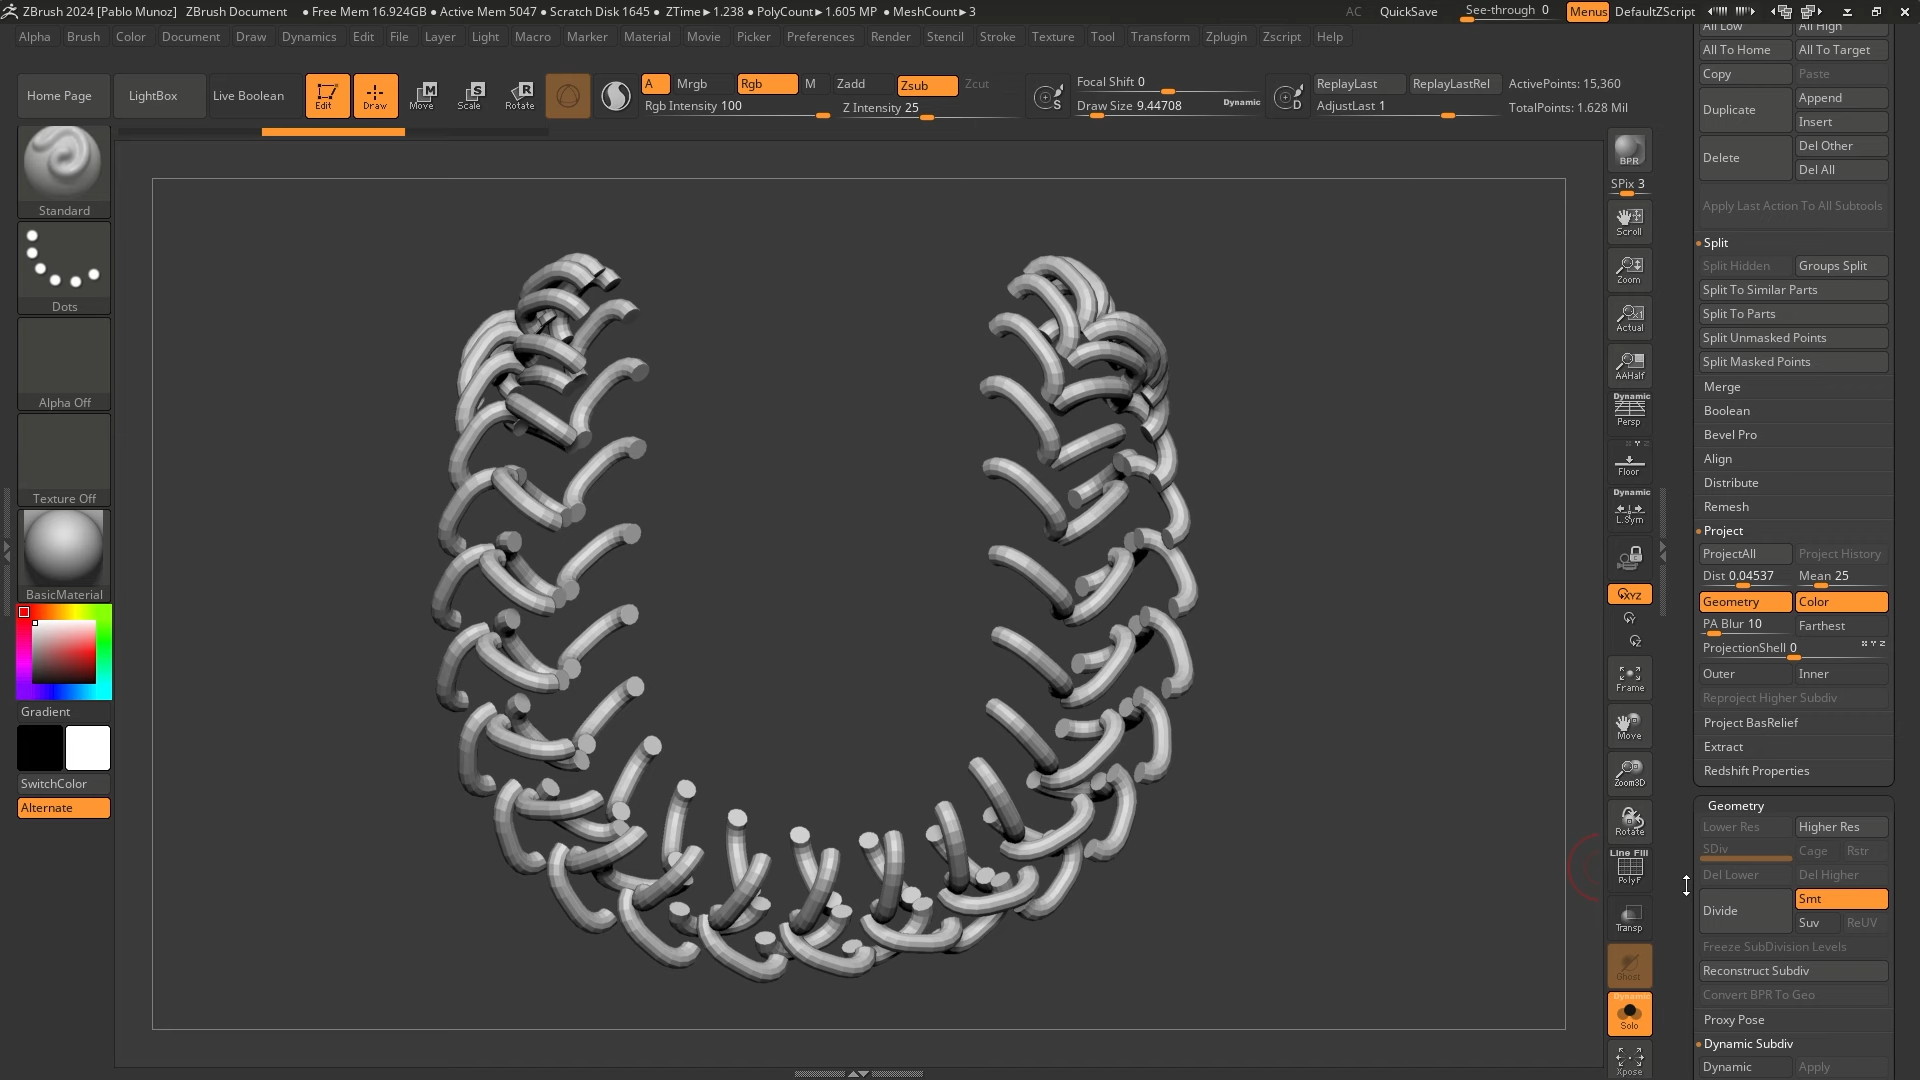 ZBrush 2024 [Pablo Munoz] ZBrush Document ● Free Mem 16.924GB ● Active Mem 5047 ● Scratch Disk 1645 ● ZTime►1.238 ● PolyCount►1.605 MP ● MeshCount►3 AC QuickSave See-through 0 Menus DefaultZScript
Alpha Brush Color Document Draw Dynamics Edit File Layer Light Macro Marker Material Movie Picker Preferences Render Stencil Stroke Texture Tool Transform Zplugin Zscript Help
Home Page LightBox Live Boolean Edit Draw Move Scale Rotate
A Mrgb Rgb M Zadd Zsub Zcut
Rgb Intensity 100 Z Intensity 25
S Focal Shift 0
Draw Size 9.44708 Dynamic
D ReplayLast ReplayLastRel ActivePoints: 15,360
AdjustLast 1 TotalPoints: 1.628 Mil
Standard
Dots
Alpha Off
Texture Off
BasicMaterial
Gradient
SwitchColor
Alternate
BPR
SPix 3
Scroll
Zoom
Actual
AAHalf
Dynamic
Persp
Floor
Dynamic
L.Sym
XYZ
Y
Z
Frame
Move
Zoom3D
Rotate
Line Fill
PolyF
Transp
Ghost
Dynamic
Solo
Xpose
All Low All High
All To Home All To Target
Copy Paste
Duplicate Append
Insert
Delete Del Other
Del All
Apply Last Action To All Subtools
Split
Split Hidden Groups Split
Split To Similar Parts
Split To Parts
Split Unmasked Points
Split Masked Points
Merge
Boolean
Bevel Pro
Align
Distribute
Remesh
Project
ProjectAll Project History
Dist 0.04537 Mean 25
Geometry Color
PA Blur 10 Farthest
ProjectionShell 0 X Y Z
Outer Inner
Reproject Higher Subdiv
Project BasRelief
Extract
Redshift Properties
Geometry
Lower Res Higher Res
SDiv Cage Rstr
Del Lower Del Higher
Divide Smt
Suv ReUV
Freeze SubDivision Levels
Reconstruct Subdiv
Convert BPR To Geo
Proxy Pose
Dynamic Subdiv
Dynamic Apply